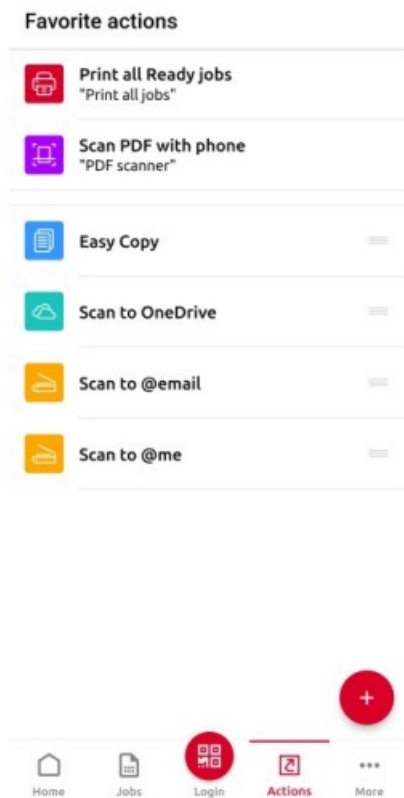 Favorite actions
Print all Ready jobs
"Print all jobs"
Scan PDF with phone
"PDF scanner"
Easy Copy
Scan to OneDrive
Scan to @email
Scan to @me
+
Home
Jobs
Login
Actions
More